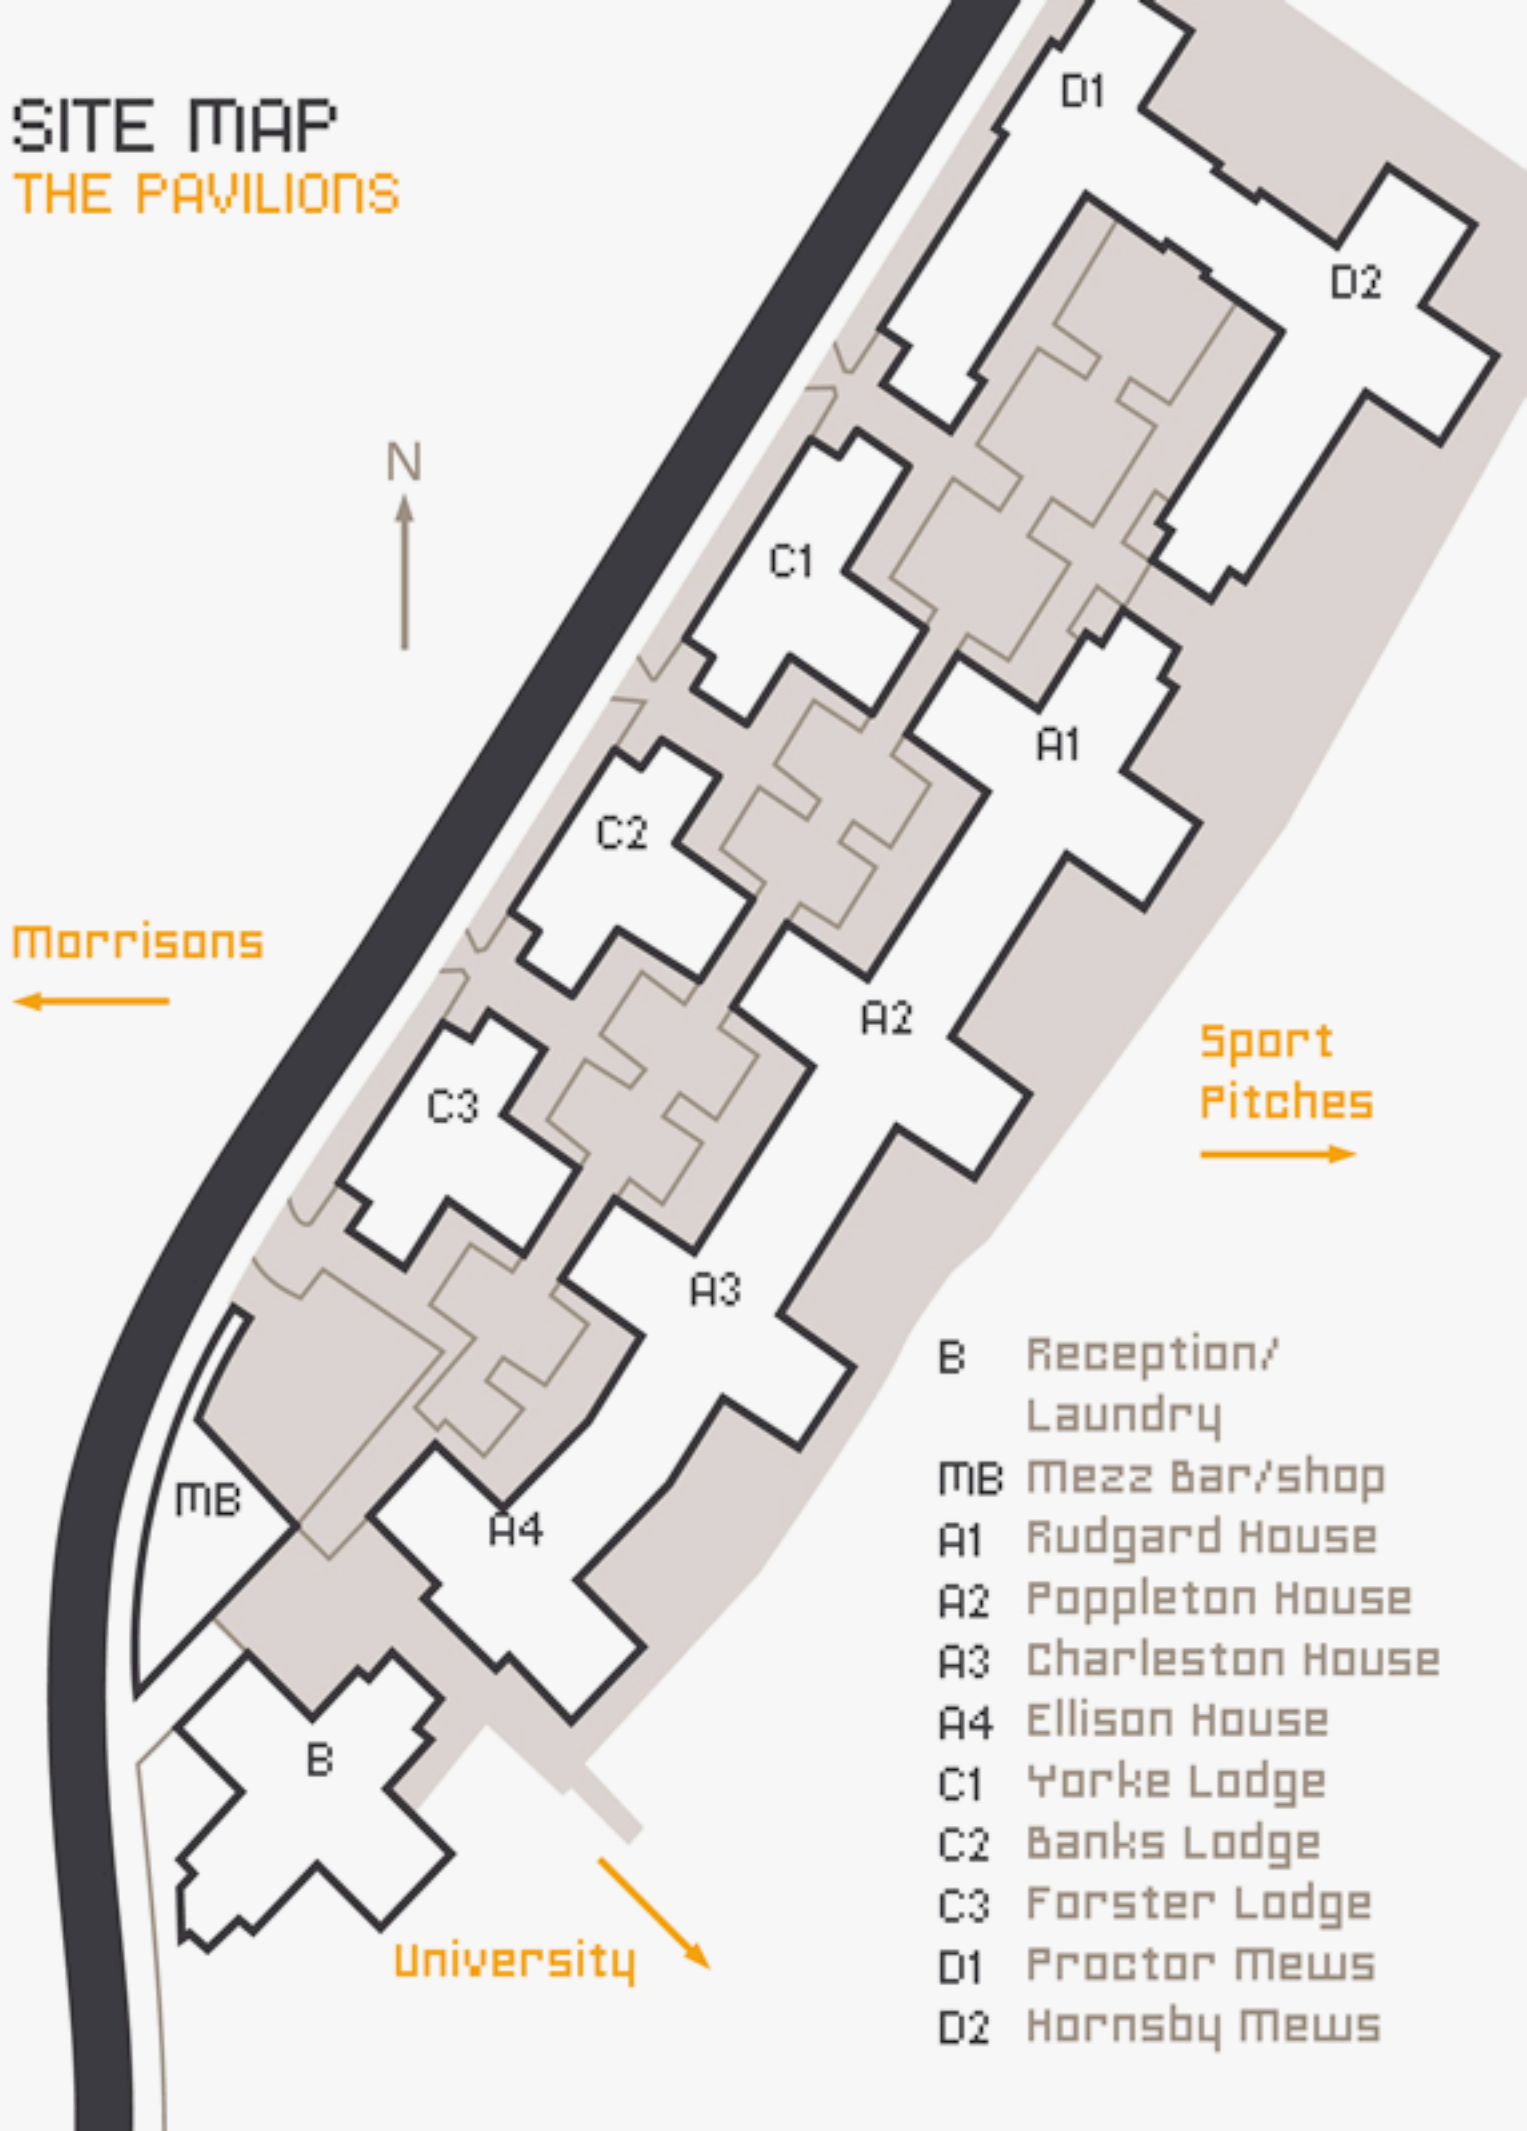 SITE MAP
THE PAVILIONS
N
D1
D2
C1
A1
C2
Morrisons
A2
Sport
Pitches
C3
A3
MB
A4
B
University
B Reception/
Laundry
MB Mezz Bar/shop
A1 Rudgard House
A2 Poppleton House
A3 Charleston House
A4 Ellison House
C1 Yorke Lodge
C2 Banks Lodge
C3 Forster Lodge
D1 Proctor Mews
D2 Hornsby Mews